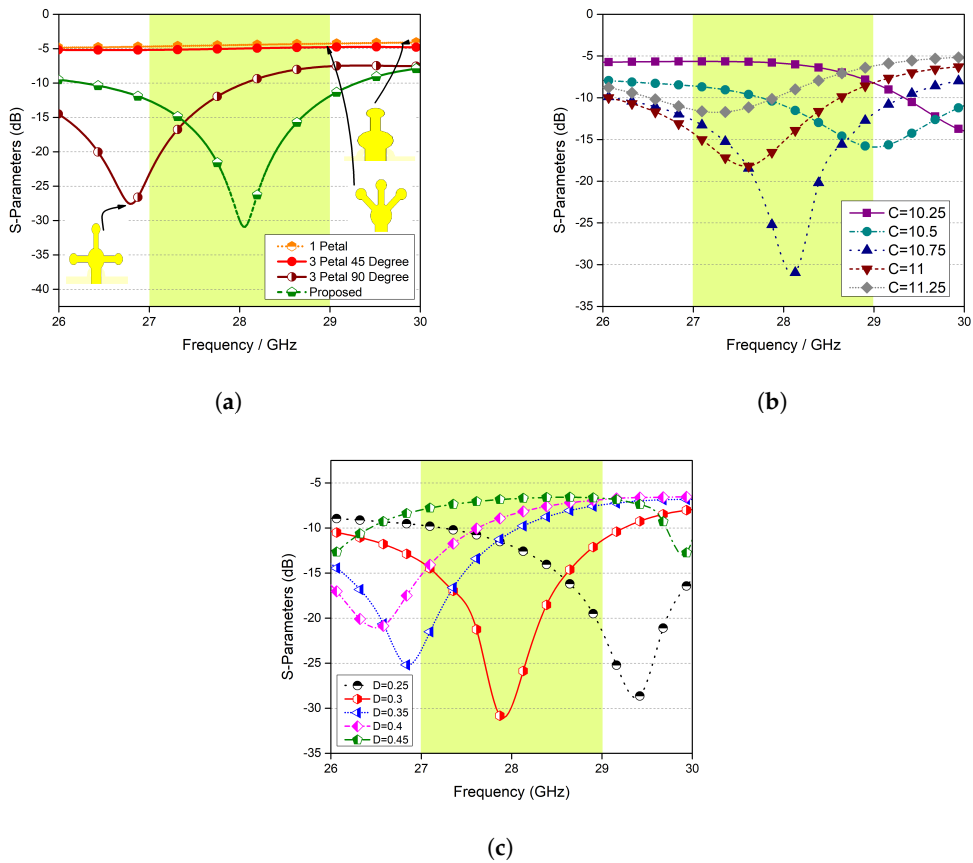 0
-5
-10
-15
-20
-25
-30
-35
-40
S-Parameters (dB)
1 Petal
3 Petal 45 Degree
3 Petal 90 Degree
Proposed
26 27 28 29 30
Frequency / GHz
(a)
0
-5
-10
-15
-20
-25
-30
-35
S-Parameters (dB)
C=10.25
C=10.5
C=10.75
C=11
C=11.25
26 27 28 29 30
Frequency / GHz
(b)
-5
-10
-15
-20
-25
-30
-35
S-Parameters (dB)
D=0.25
D=0.3
D=0.35
D=0.4
D=0.45
26 27 28 29 30
Frequency (GHz)
(c)